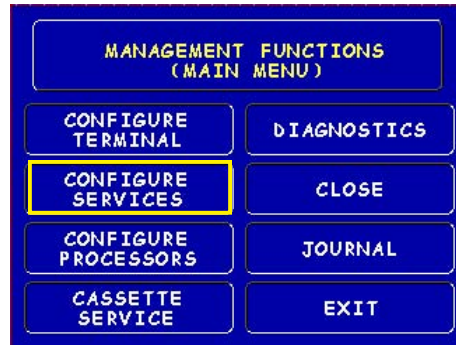 MANAGEMENT FUNCTIONS
(MAIN MENU)
CONFIGURE
TERMINAL
DIAGNOSTICS
CONFIGURE
SERVICES
CLOSE
CONFIGURE
PROCESSORS
JOURNAL
CASSETTE
SERVICE
EXIT